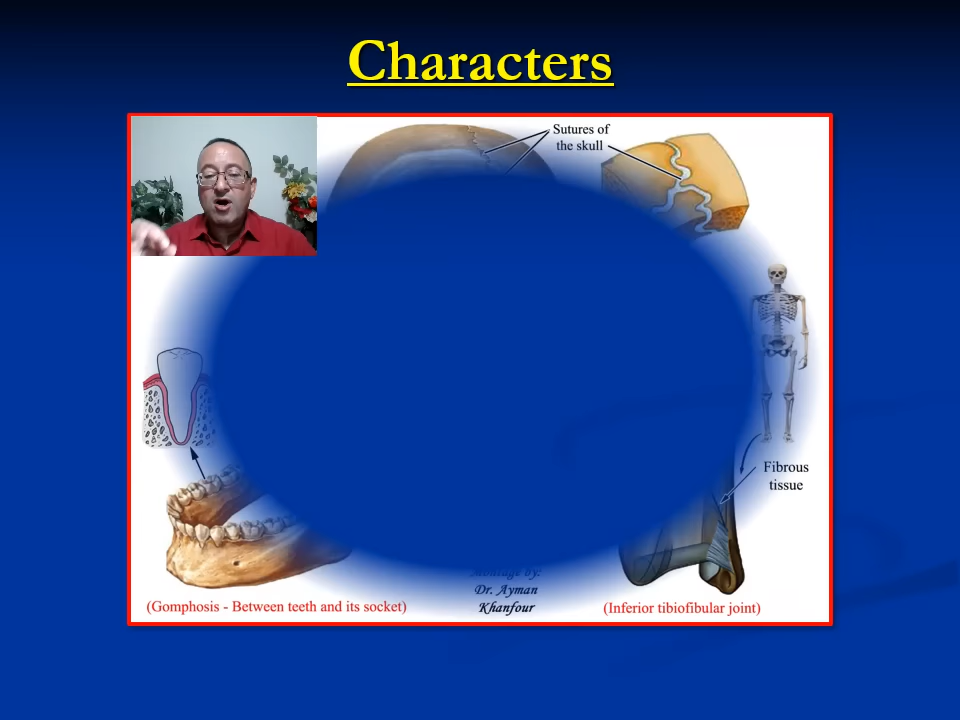 Characters
Sutures of
the skull
Fibrous
tissue
Montage by:
Dr. Ayman
Khanfour
(Gomphosis - Between teeth and its socket)
(Inferior tibiofibular joint)